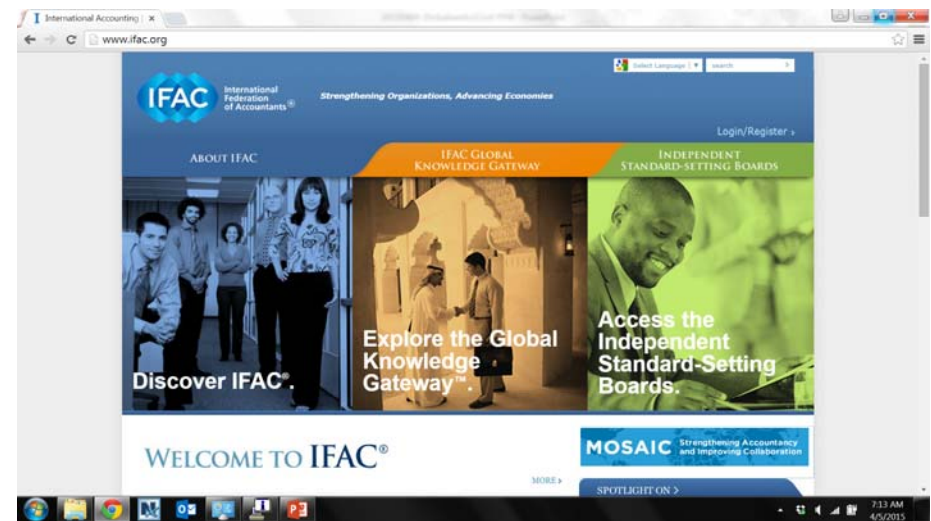 International Accounting |
www.ifac.org
Select Language | ▼
search
IFAC
International
Federation
of Accountants®
Strengthening Organizations, Advancing Economies
Login/Register ›
ABOUT IFAC
IFAC GLOBAL
KNOWLEDGE GATEWAY
INDEPENDENT
STANDARD-SETTING BOARDS
Discover IFAC®.
Explore the Global
Knowledge
Gateway™.
Access the
Independent
Standard-Setting
Boards.
WELCOME TO IFAC®
MORE ›
MOSAIC
Strengthening Accountancy
and Improving Collaboration
SPOTLIGHT ON >
7:13 AM
4/5/2015